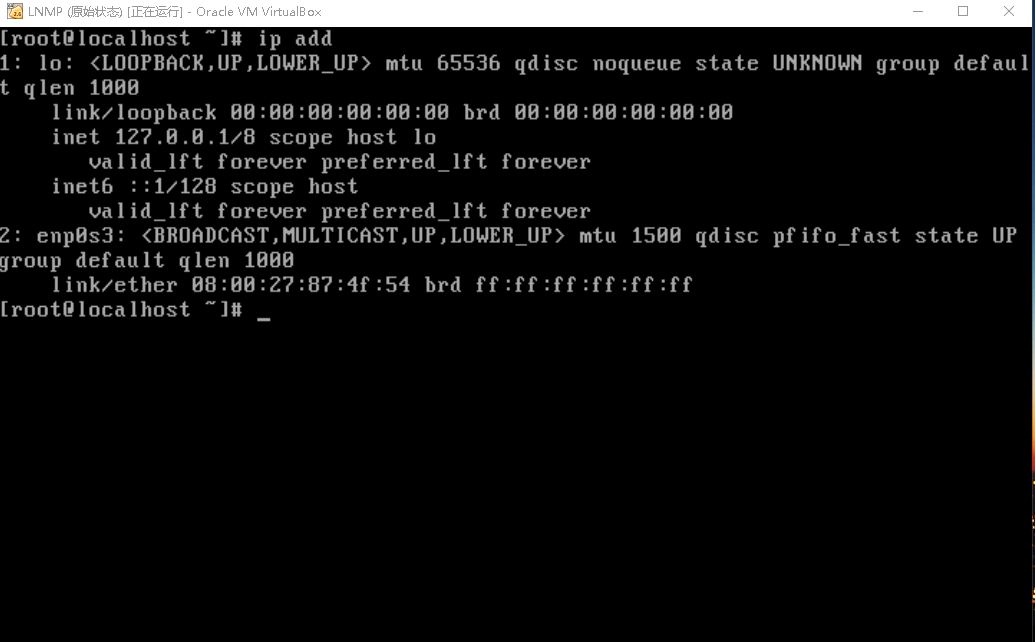 LNMP (原始状态) [正在运行] - Oracle VM VirtualBox
[root@localhost ~]# ip add
1: lo: <LOOPBACK,UP,LOWER_UP> mtu 65536 qdisc noqueue state UNKNOWN group defaul
t qlen 1000
    link/loopback 00:00:00:00:00:00 brd 00:00:00:00:00:00
    inet 127.0.0.1/8 scope host lo
       valid_lft forever preferred_lft forever
    inet6 ::1/128 scope host
       valid_lft forever preferred_lft forever
2: enp0s3: <BROADCAST,MULTICAST,UP,LOWER_UP> mtu 1500 qdisc pfifo_fast state UP
group default qlen 1000
    link/ether 08:00:27:87:4f:54 brd ff:ff:ff:ff:ff:ff
[root@localhost ~]# _